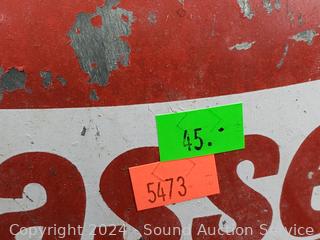 45.-
5473
asse
Copyright 2024 - Sound Auction Service